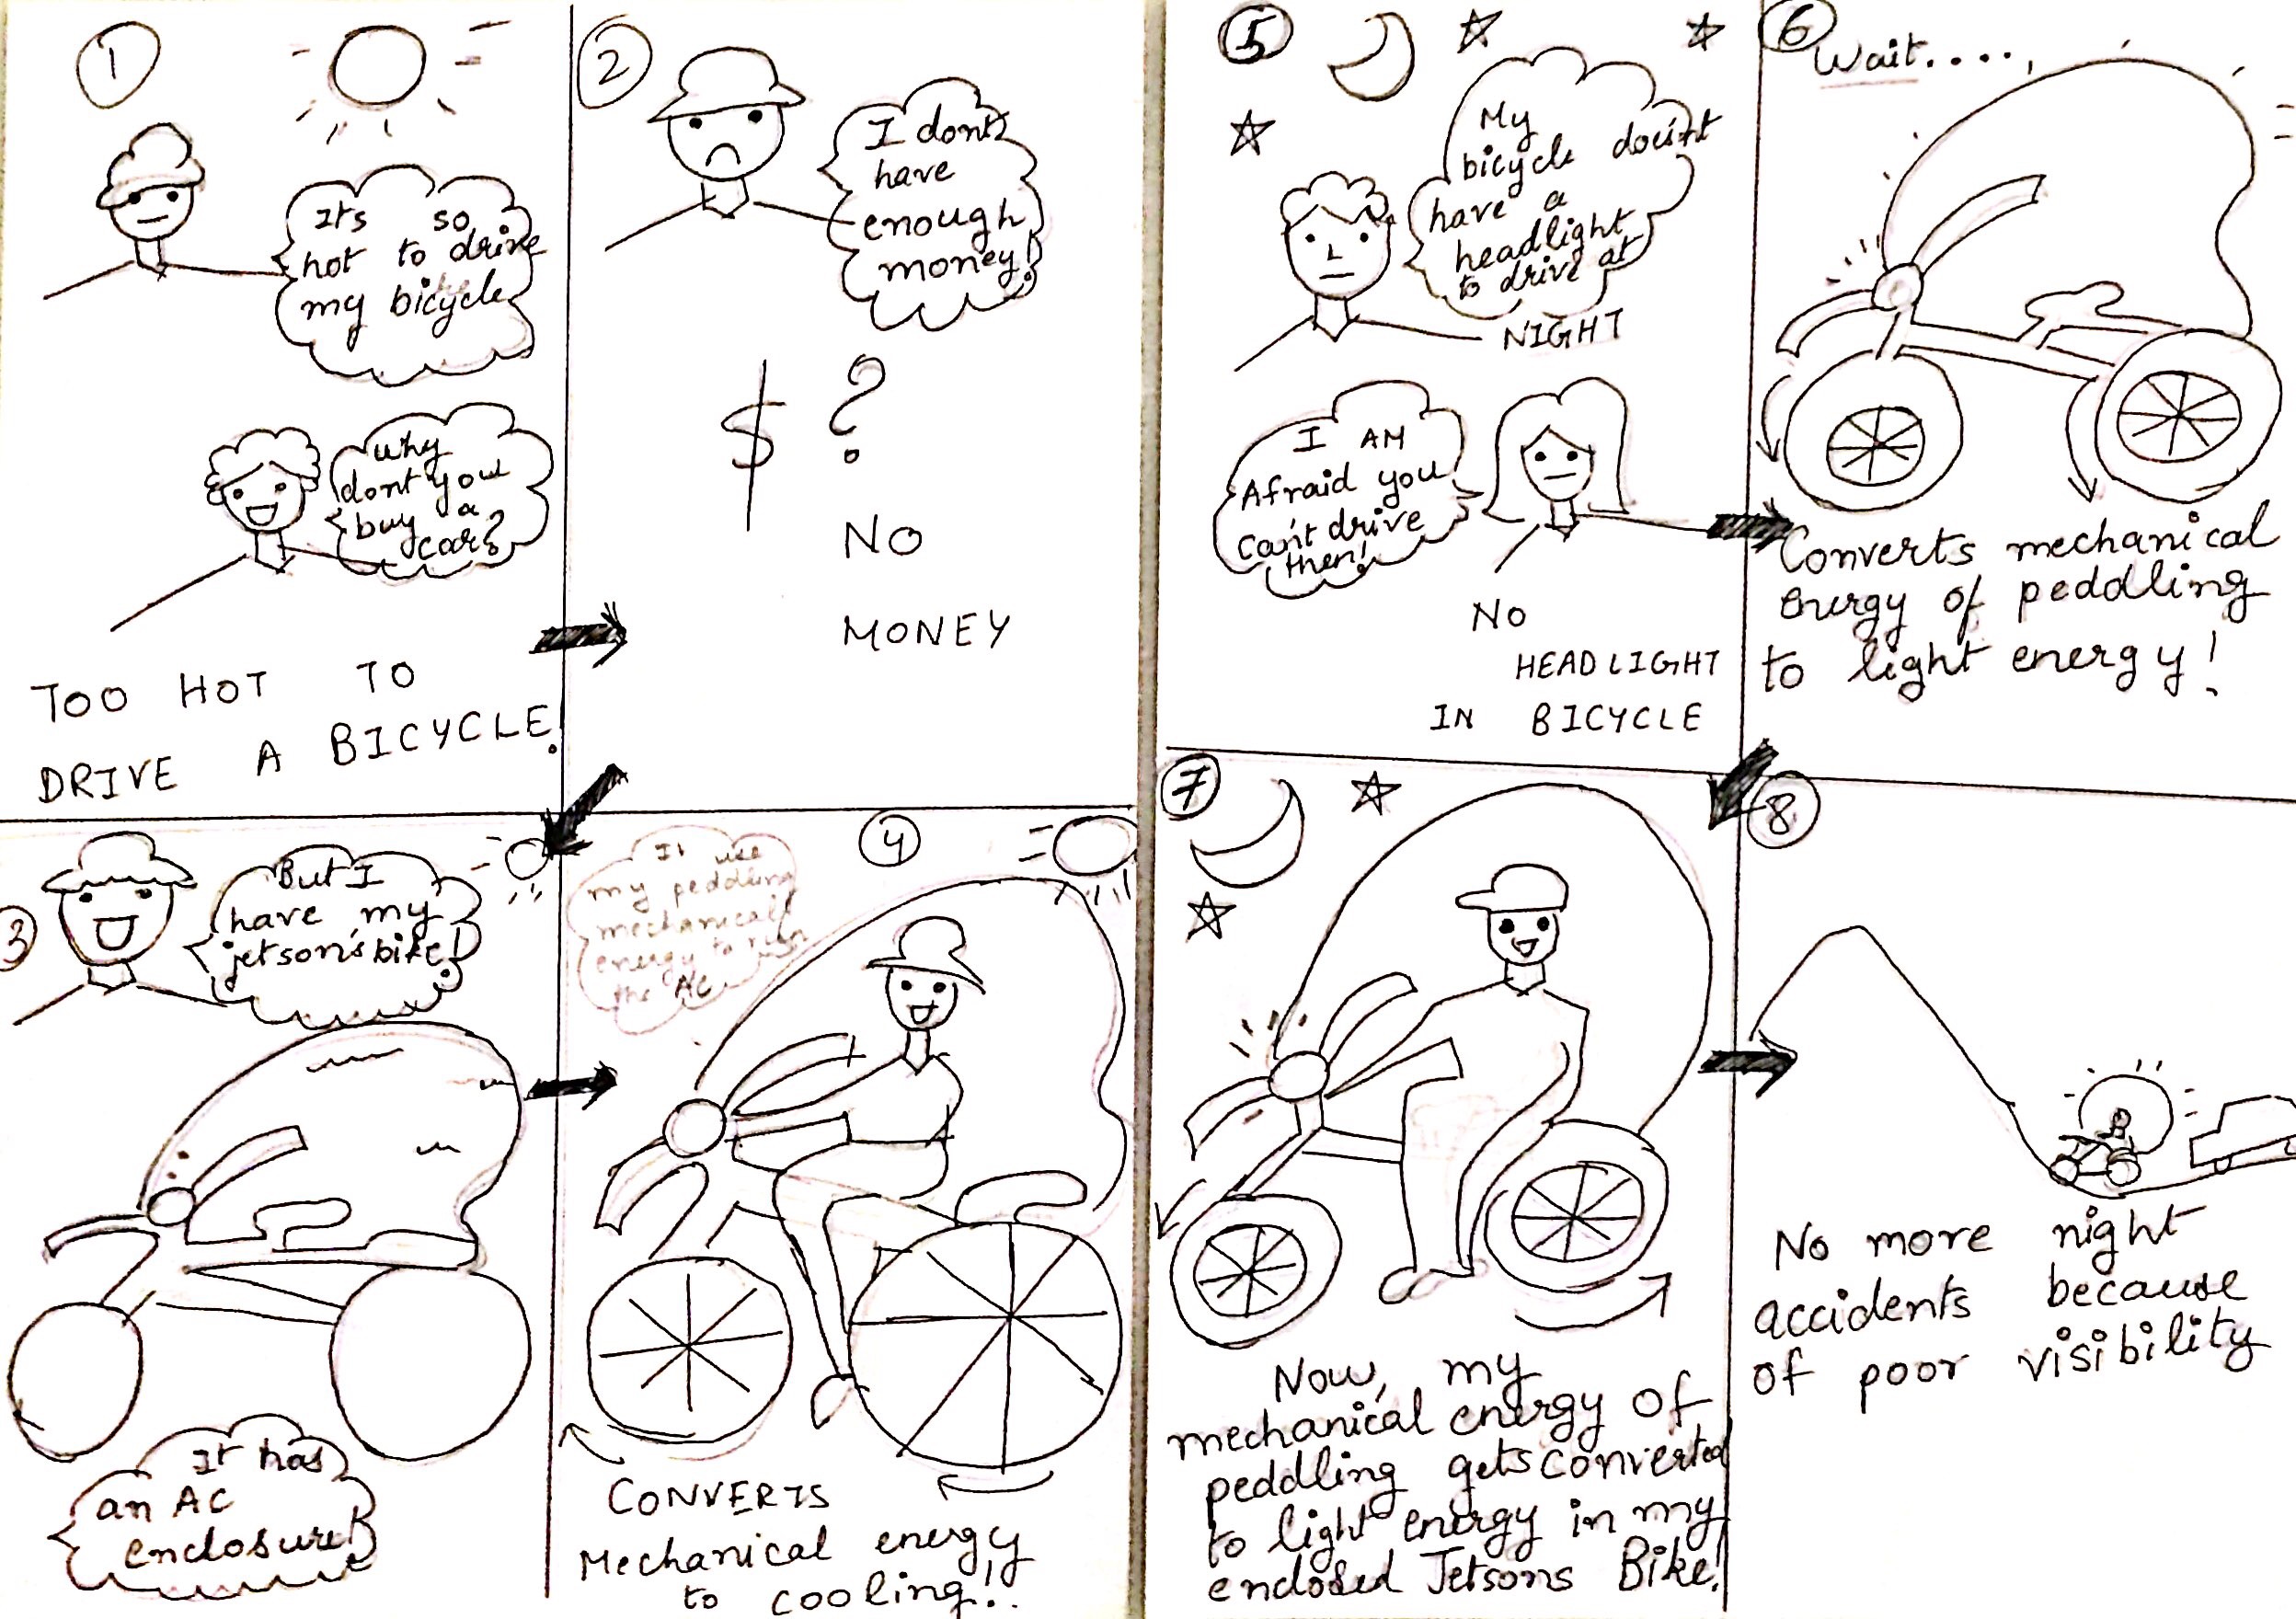 1
Its so
hot to drive
my bicycle
why
dont you
buy a
car?
TOO HOT TO
DRIVE A BICYCLE.
2
I dont
have
enough
money!
$ ?
NO
MONEY
3
But I
have my
jetson's bike!
It has
an AC
enclosure!
4
It use
my peddling
mechanical
energy to run
the AC
CONVERTS
Mechanical energy
to cooling!!
5
My
bicycle doesn't
have a
headlight
to drive at
NIGHT
I AM
Afraid you
Can't drive
then!
NO
HEADLIGHT
IN BICYCLE
6
Wait....,
Converts mechanical
energy of peddling
to light energy!
7
Now, my
mechanical energy of
peddling gets converted
to light energy in my
enclosed Jetsons Bike!
8
No more night
accidents because
of poor visibility